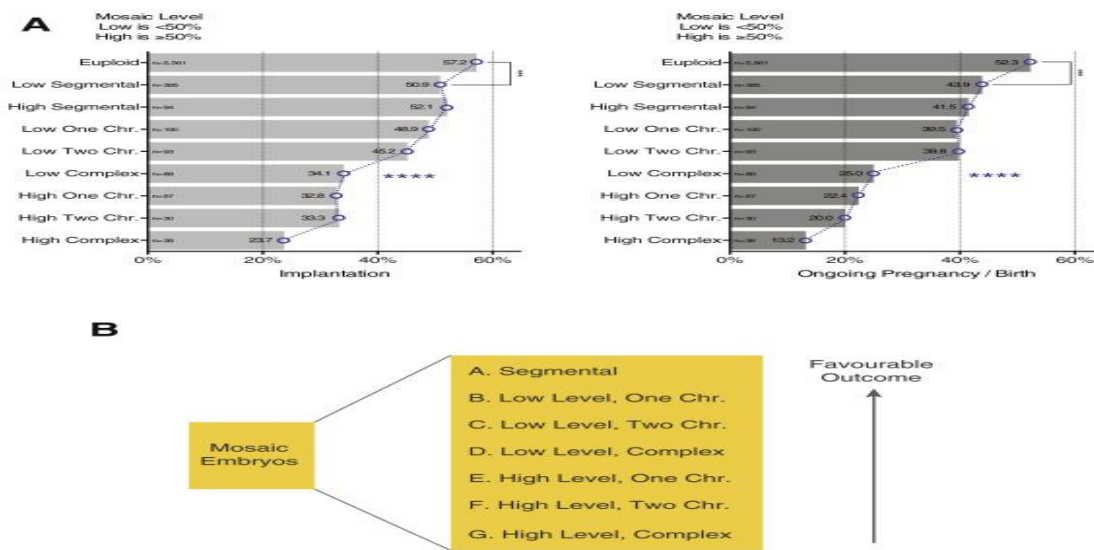 A
Mosaic Level
Low is <50%
High is ≥50%
Euploid 57.2
Low Segmental 50.9
High Segmental 52.1
Low One Chr. 48.9
Low Two Chr. 45.2
Low Complex 34.1 ****
High One Chr. 32.8
High Two Chr. 33.3
High Complex 23.7
0% 20% 40% 60%
Implantation
Mosaic Level
Low is <50%
High is ≥50%
Euploid 52.3
Low Segmental 43.9
High Segmental 41.5
Low One Chr. 39.5
Low Two Chr. 39.8
Low Complex 25.0 ****
High One Chr. 22.4
High Two Chr. 20.0
High Complex 13.2
0% 20% 40% 60%
Ongoing Pregnancy / Birth
B
Mosaic
Embryos
A. Segmental
B. Low Level, One Chr.
C. Low Level, Two Chr.
D. Low Level, Complex
E. High Level, One Chr.
F. High Level, Two Chr.
G. High Level, Complex
Favourable
Outcome